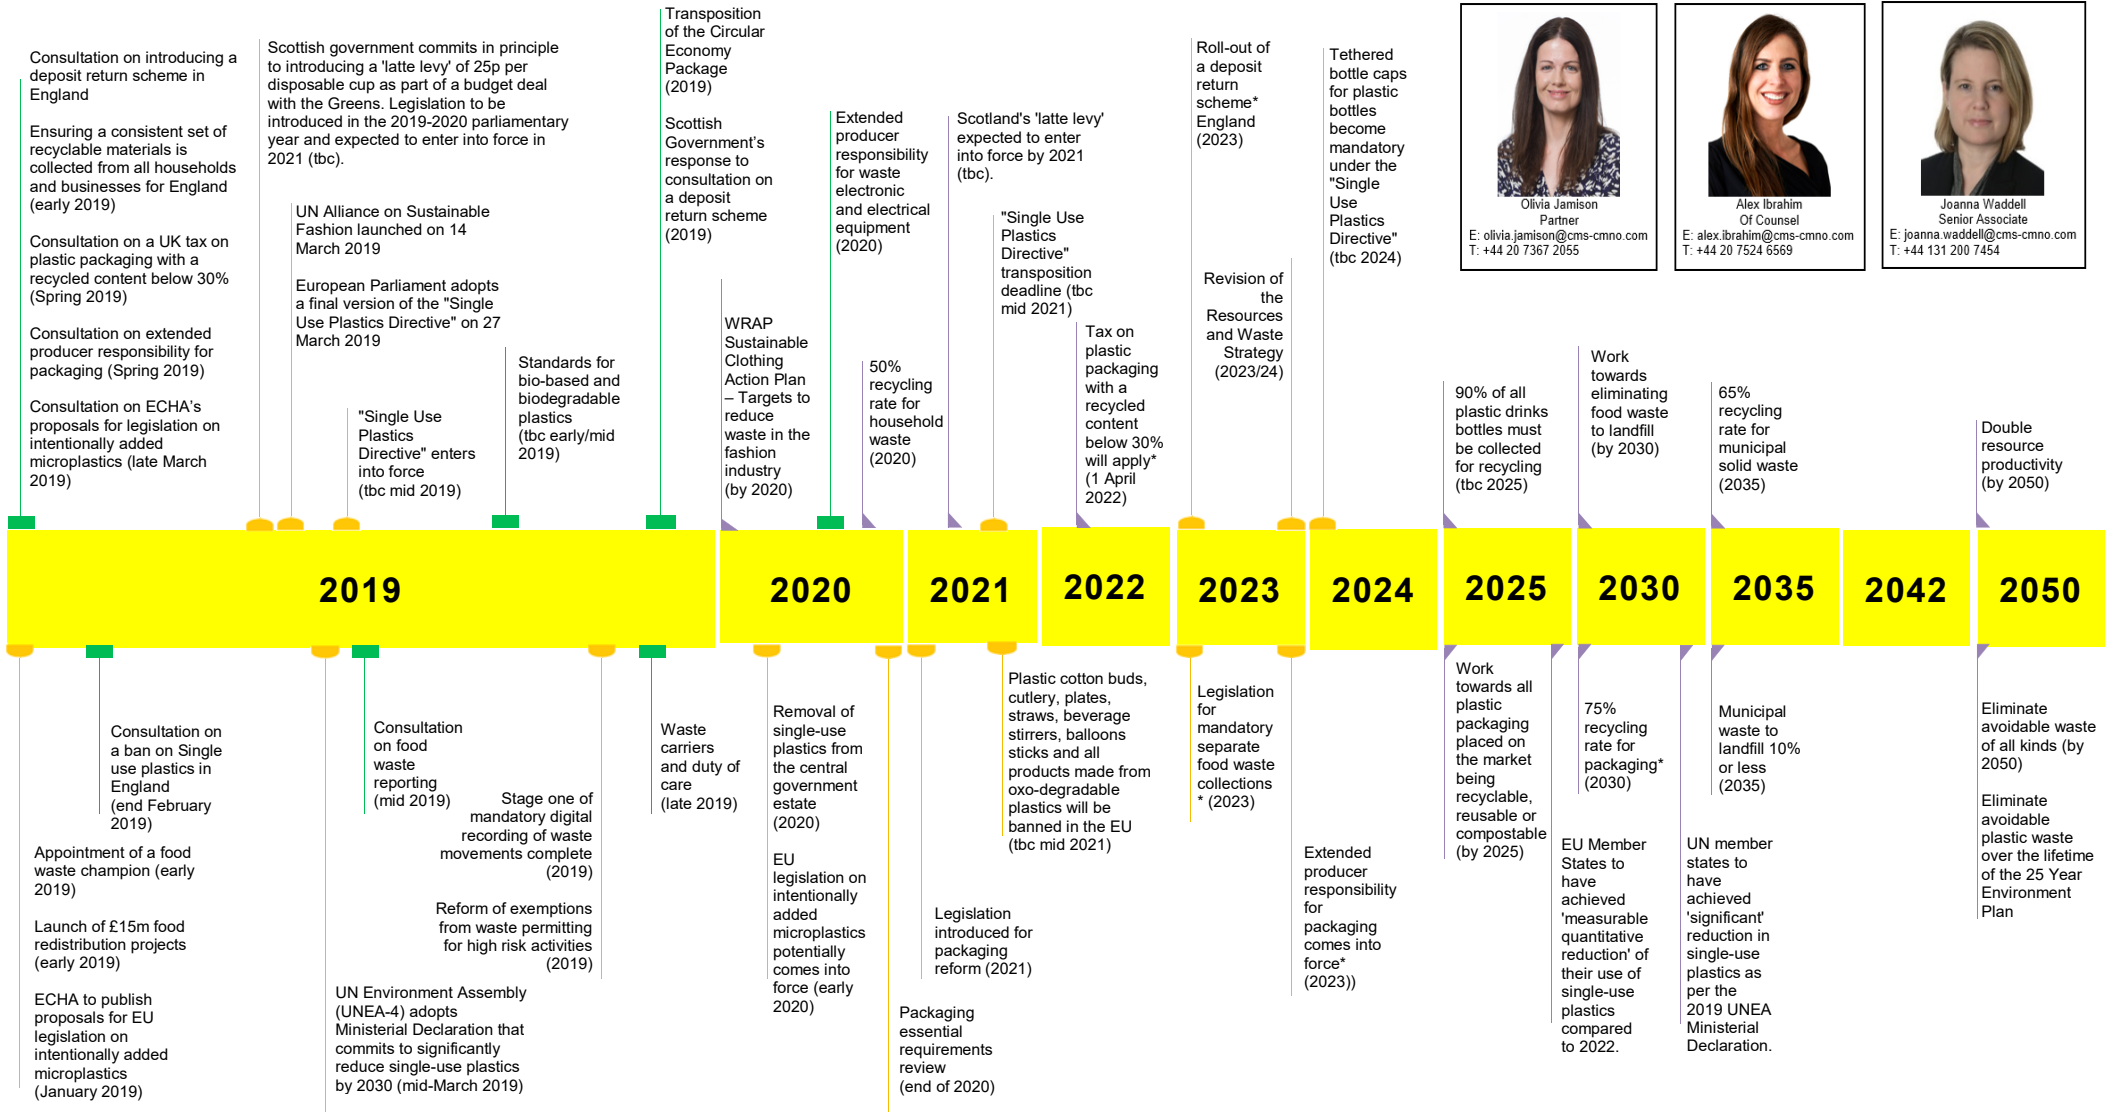 Consultation on introducing a
deposit return scheme in
England
Ensuring a consistent set of
recyclable materials is
collected from all households
and businesses for England
(early 2019)
Consultation on a UK tax on
plastic packaging with a
recycled content below 30%
(Spring 2019)
Consultation on extended
producer responsibility for
packaging (Spring 2019)
Consultation on ECHA's
proposals for legislation on
intentionally added
microplastics (late March
2019)
Scottish government commits in principle
to introducing a 'latte levy' of 25p per
disposable cup as part of a budget deal
with the Greens. Legislation to be
introduced in the 2019-2020 parliamentary
year and expected to enter into force in
2021 (tbc).
UN Alliance on Sustainable
Fashion launched on 14
March 2019
European Parliament adopts
a final version of the "Single
Use Plastics Directive" on 27
March 2019
"Single Use
Plastics
Directive" enters
into force
(tbc mid 2019)
Standards for
bio-based and
biodegradable
plastics
(tbc early/mid
2019)
Transposition
of the Circular
Economy
Package
(2019)
Scottish
Government's
response to
consultation on
a deposit
return scheme
(2019)
WRAP
Sustainable
Clothing
Action Plan
– Targets to
reduce
waste in the
fashion
industry
(by 2020)
Extended
producer
responsibility
for waste
electronic
and electrical
equipment
(2020)
50%
recycling
rate for
household
waste
(2020)
Scotland's 'latte levy'
expected to enter
into force by 2021
(tbc).
"Single Use
Plastics
Directive"
transposition
deadline (tbc
mid 2021)
Tax on
plastic
packaging
with a
recycled
content
below 30%
will apply*
(1 April
2022)
Roll-out of
a deposit
return
scheme*
England
(2023)
Revision of
the
Resources
and Waste
Strategy
(2023/24)
Tethered
bottle caps
for plastic
bottles
become
mandatory
under the
"Single
Use
Plastics
Directive"
(tbc 2024)
Olivia Jamison
Partner
E: olivia.jamison@cms-cmno.com
T: +44 20 7367 2055
Alex Ibrahim
Of Counsel
E: alex.ibrahim@cms-cmno.com
T: +44 20 7524 6569
Joanna Waddell
Senior Associate
E: joanna.waddell@cms-cmno.com
T: +44 131 200 7454
90% of all
plastic drinks
bottles must
be collected
for recycling
(tbc 2025)
Work
towards
eliminating
food waste
to landfill
(by 2030)
65%
recycling
rate for
municipal
solid waste
(2035)
Double
resource
productivity
(by 2050)
2019
2020
2021
2022
2023
2024
2025
2030
2035
2042
2050
Appointment of a food
waste champion (early
2019)
Launch of £15m food
redistribution projects
(early 2019)
ECHA to publish
proposals for EU
legislation on
intentionally added
microplastics
(January 2019)
Consultation on
a ban on Single
use plastics in
England
(end February
2019)
UN Environment Assembly
(UNEA-4) adopts
Ministerial Declaration that
commits to significantly
reduce single-use plastics
by 2030 (mid-March 2019)
Consultation
on food
waste
reporting
(mid 2019)
Stage one of
mandatory digital
recording of waste
movements complete
(2019)
Reform of exemptions
from waste permitting
for high risk activities
(2019)
Waste
carriers
and duty of
care
(late 2019)
Removal of
single-use
plastics from
the central
government
estate
(2020)
EU
legislation on
intentionally
added
microplastics
potentially
comes into
force (early
2020)
Packaging
essential
requirements
review
(end of 2020)
Legislation
introduced for
packaging
reform (2021)
Plastic cotton buds,
cutlery, plates,
straws, beverage
stirrers, balloons
sticks and all
products made from
oxo-degradable
plastics will be
banned in the EU
(tbc mid 2021)
Legislation
for
mandatory
separate
food waste
collections
* (2023)
Extended
producer
responsibility
for
packaging
comes into
force*
(2023))
Work
towards all
plastic
packaging
placed on
the market
being
recyclable,
reusable or
compostable
(by 2025)
EU Member
States to
have
achieved
'measurable
quantitative
reduction' of
their use of
single-use
plastics
compared
to 2022.
75%
recycling
rate for
packaging*
(2030)
UN member
states to
have
achieved
'significant'
reduction in
single-use
plastics as
per the
2019 UNEA
Ministerial
Declaration.
Municipal
waste to
landfill 10%
or less
(2035)
Eliminate
avoidable waste
of all kinds (by
2050)
Eliminate
avoidable
plastic waste
over the lifetime
of the 25 Year
Environment
Plan